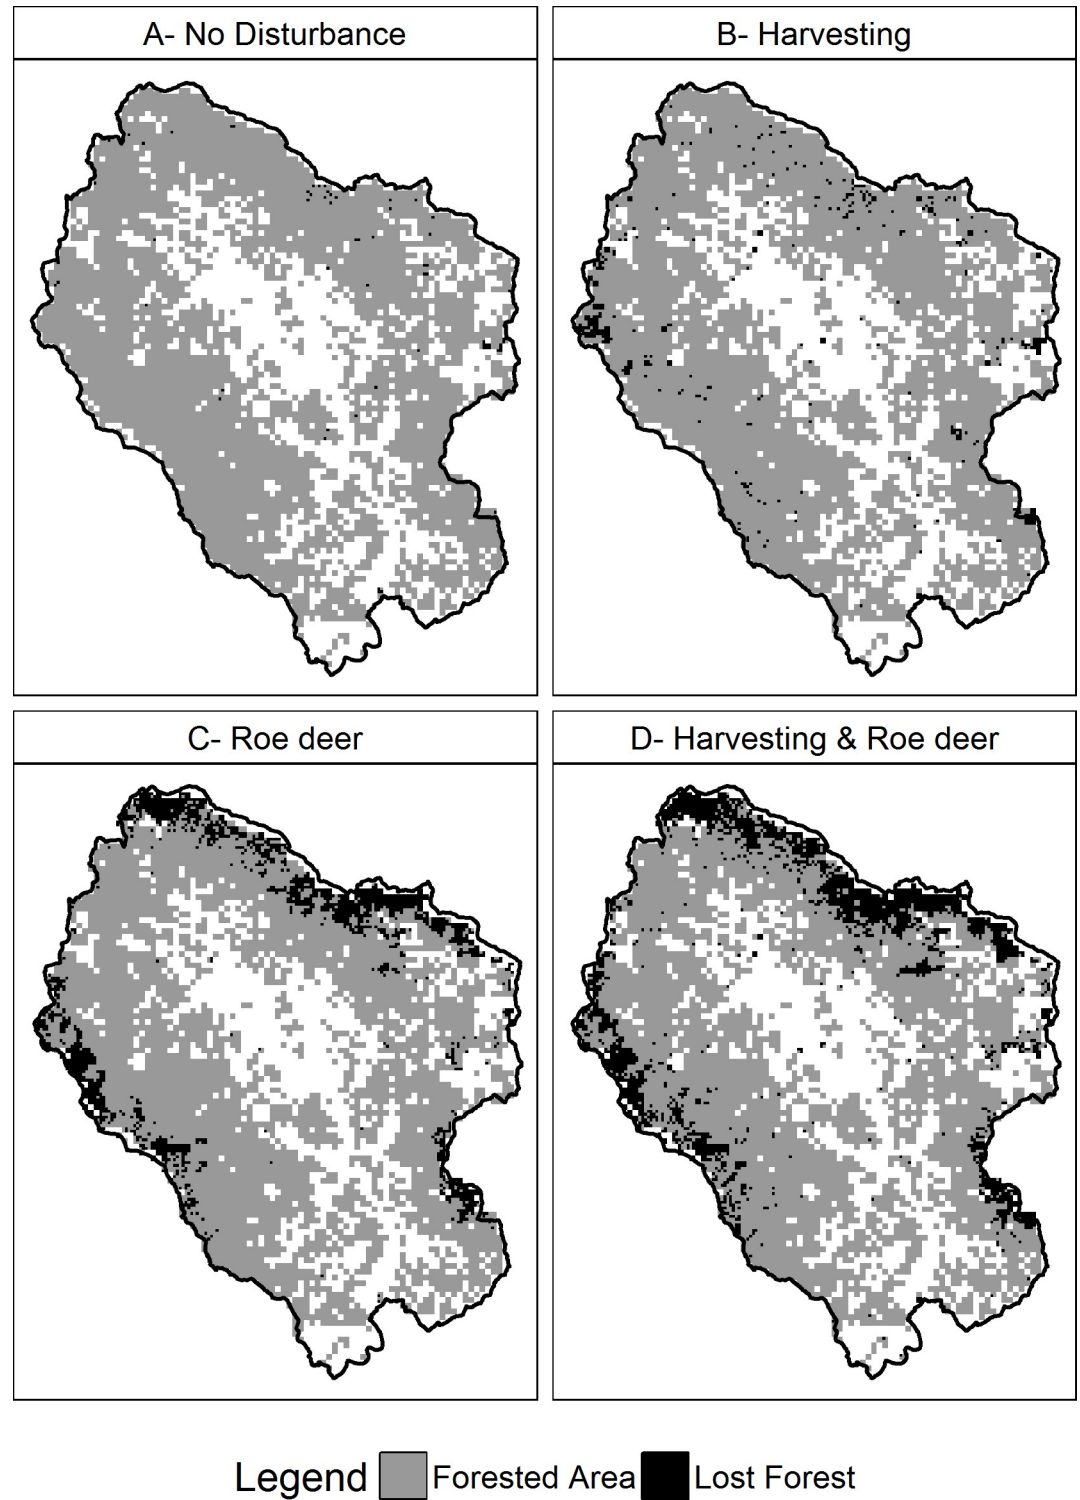 A- No Disturbance
B- Harvesting
C- Roe deer
D- Harvesting & Roe deer
Legend Forested Area Lost Forest